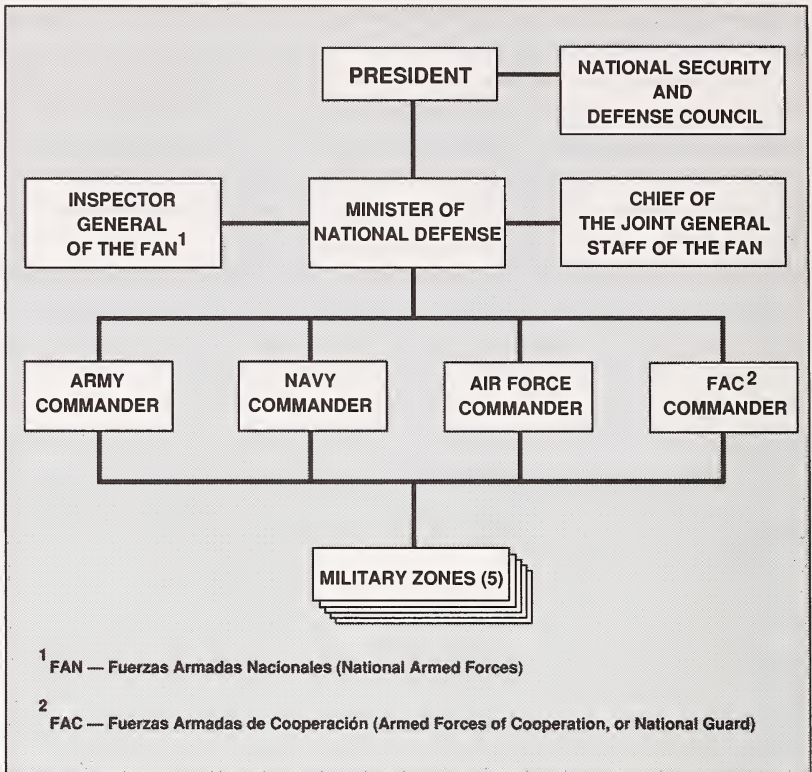 PRESIDENT
NATIONAL SECURITY
AND
DEFENSE COUNCIL
INSPECTOR
GENERAL
OF THE FAN1
MINISTER OF
NATIONAL DEFENSE
CHIEF OF
THE JOINT GENERAL
STAFF OF THE FAN
ARMY
COMMANDER
NAVY
COMMANDER
AIR FORCE
COMMANDER
FAC2
COMMANDER
MILITARY ZONES (5)
1 FAN — Fuerzas Armadas Nacionales (National Armed Forces)
2 FAC — Fuerzas Armadas de Cooperación (Armed Forces of Cooperation, or National Guard)